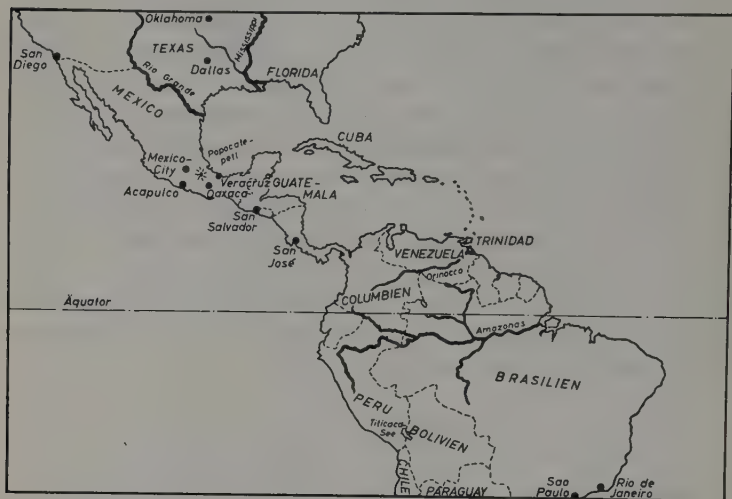 Oklahoma
TEXAS
Mississippi
San
Diego
Dallas
FLORIDA
Rio Grande
MEXICO
CUBA
Popocate-
petl
Mexico-
City
Veracruz
GUATE-
MALA
Acapulco
Oaxaca
San
Salvador
TRINIDAD
San
José
VENEZUELA
Orinocco
COLUMBIEN
Äquator
Amazonas
BRASILIEN
PERU
Titicaca-
See
BOLIVIEN
CHILE
PARAGUAY
Sao
Paulo
Rio de
Janeiro